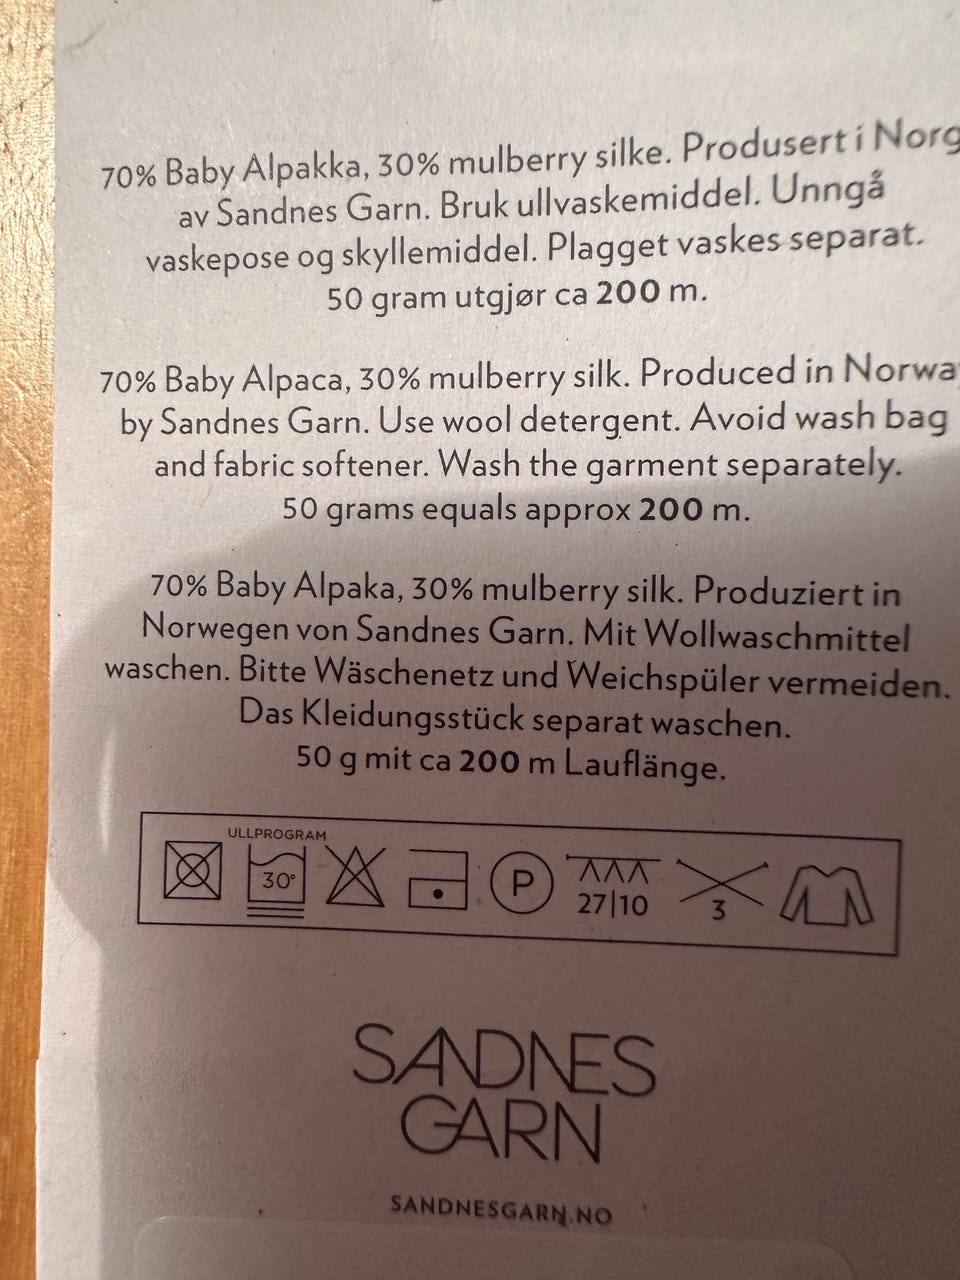 70% Baby Alpakka, 30% mulberry silke. Produsert i Norg
av Sandnes Garn. Bruk ullvaskemiddel. Unngå
vaskepose og skyllemiddel. Plagget vaskes separat.
50 gram utgjør ca 200 m.
70% Baby Alpaca, 30% mulberry silk. Produced in Norwa
by Sandnes Garn. Use wool detergent. Avoid wash bag
and fabric softener. Wash the garment separately.
50 grams equals approx 200 m.
70% Baby Alpaka, 30% mulberry silk. Produziert in
Norwegen von Sandnes Garn. Mit Wollwaschmittel
waschen. Bitte Wäschenetz und Weichspüler vermeiden.
Das Kleidungsstück separat waschen.
50 g mit ca 200 m Lauflänge.
ULLPROGRAM
30° P 27|10 3
SANDNES
GARN
SANDNESGARN.NO